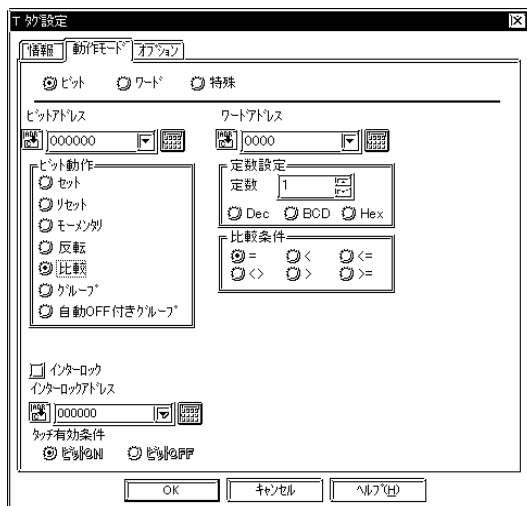 T ﾀｸﾞ設定
情報 動作ﾓｰﾄﾞ ｵﾌﾟｼｮﾝ
ﾋﾞｯﾄ ﾜｰﾄﾞ 特殊
ﾋﾞｯﾄｱﾄﾞﾚｽ ﾜｰﾄﾞｱﾄﾞﾚｽ
000000 0000
ﾋﾞｯﾄ動作 定数設定
ｾｯﾄ 定数 1
ﾘｾｯﾄ Dec BCD Hex
ﾓｰﾒﾝﾀﾘ 比較条件
反転 = < <=
比較 <> > >=
ｸﾞﾙｰﾌﾟ
自動OFF付きｸﾞﾙｰﾌﾟ
ｲﾝﾀｰﾛｯｸ
ｲﾝﾀｰﾛｯｸｱﾄﾞﾚｽ
000000
ﾀｯﾁ有効条件
ﾋﾞｯﾄON ﾋﾞｯﾄOFF
OK ｷｬﾝｾﾙ ﾍﾙﾌﾟ(H)